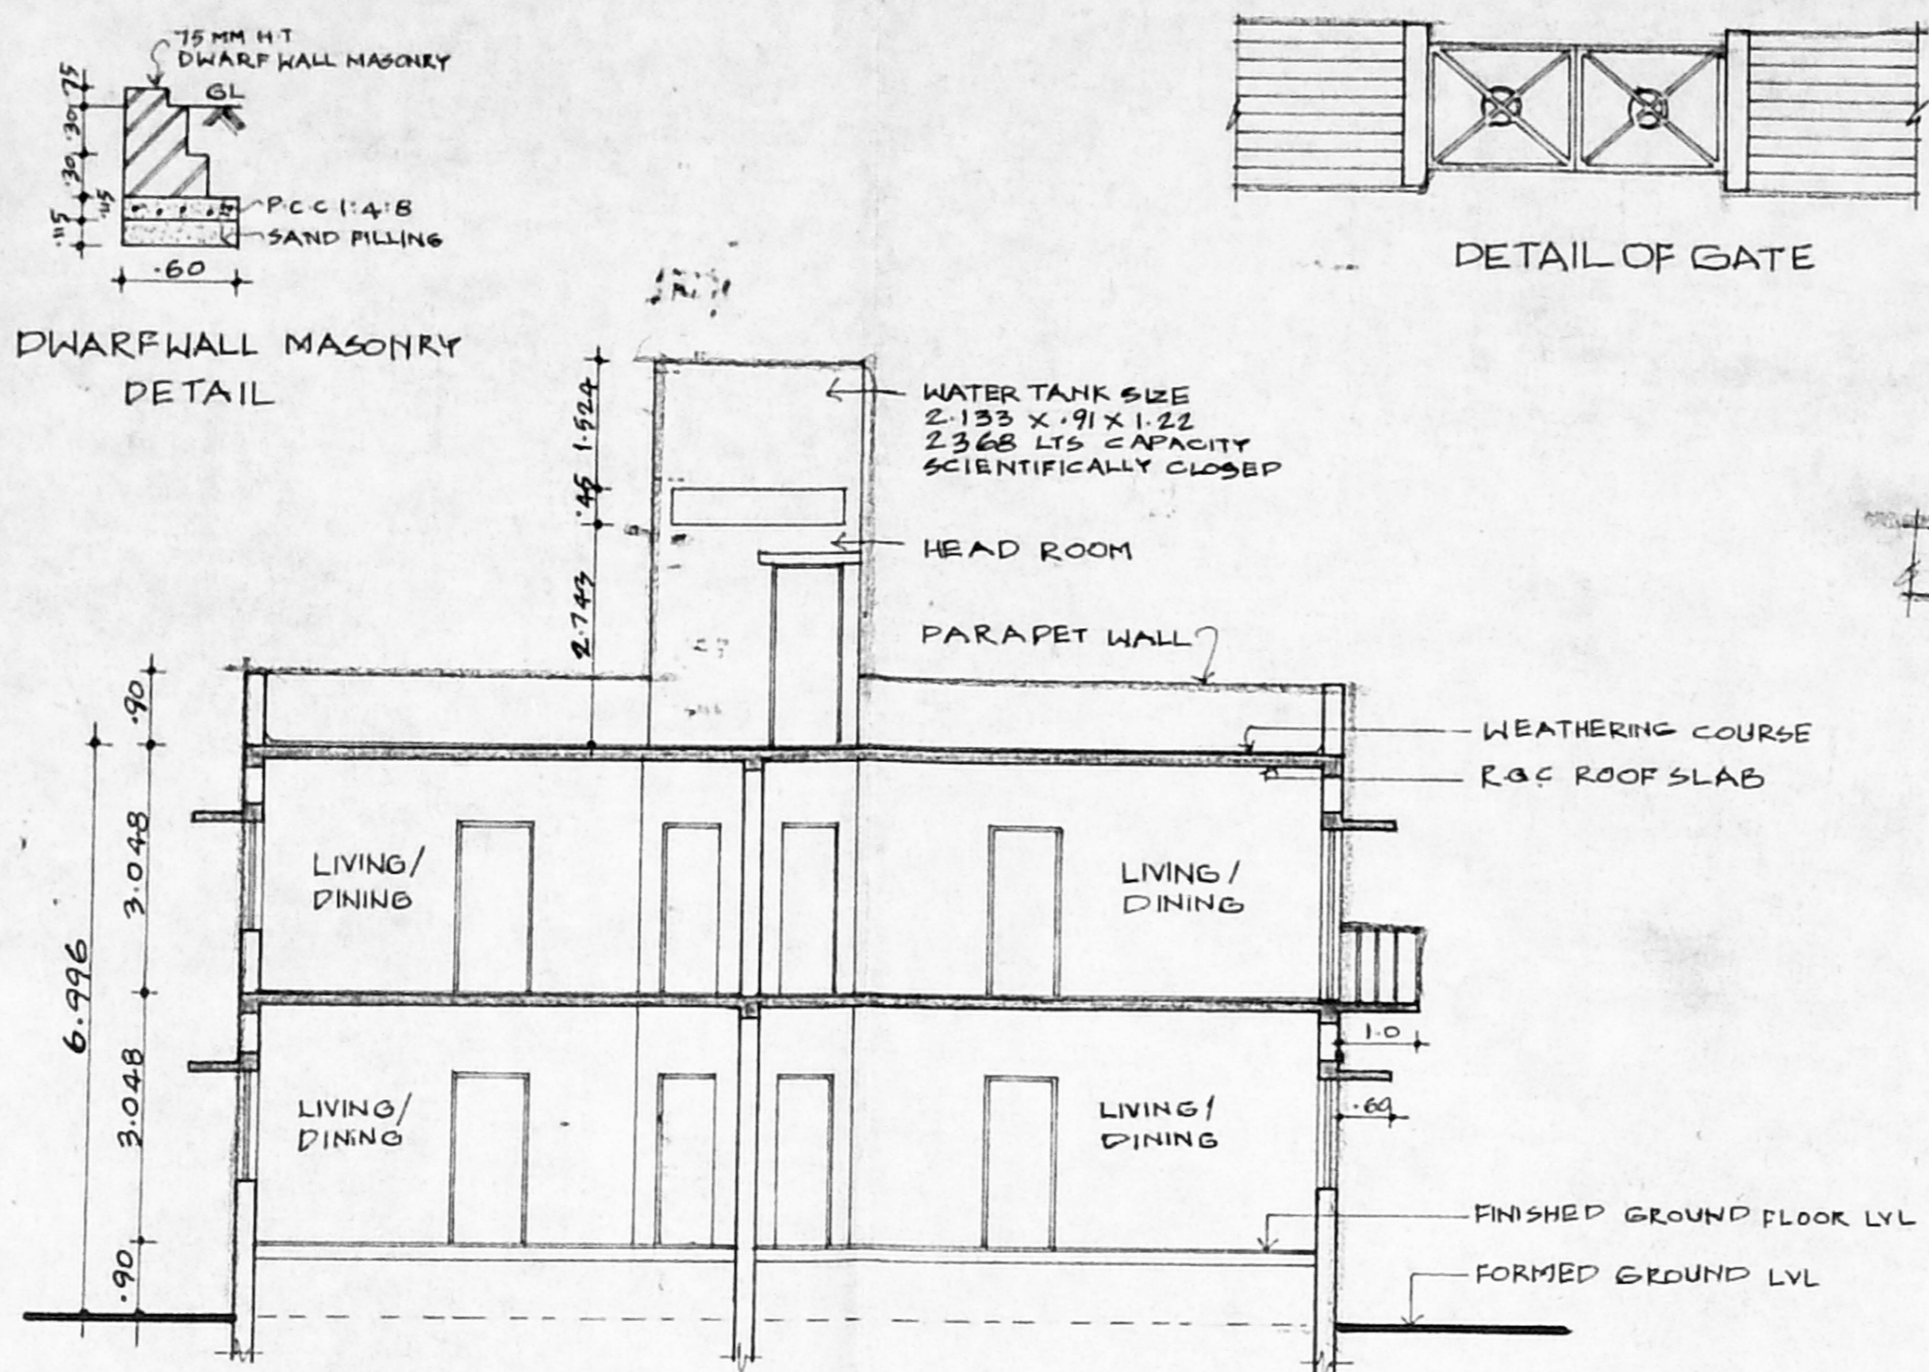 75 MM H.T
DWARF WALL MASONRY
GL
.75
.30
.30
.115
.115
P.C.C 1:4:8
SAND FILLING
.60
DWARFWALL MASONRY
DETAIL
DETAIL OF GATE
WATER TANK SIZE
2.133 X .91 X 1.22
2368 LTS CAPACITY
SCIENTIFICALLY CLOSED
1.524
.45
HEAD ROOM
2.743
PARAPET WALL
.90
WEATHERING COURSE
R.C.C ROOF SLAB
3.048
LIVING/
DINING
LIVING/
DINING
6.996
1.0
3.048
LIVING/
DINING
LIVING/
DINING
.60
FINISHED GROUND FLOOR LVL
.90
FORMED GROUND LVL